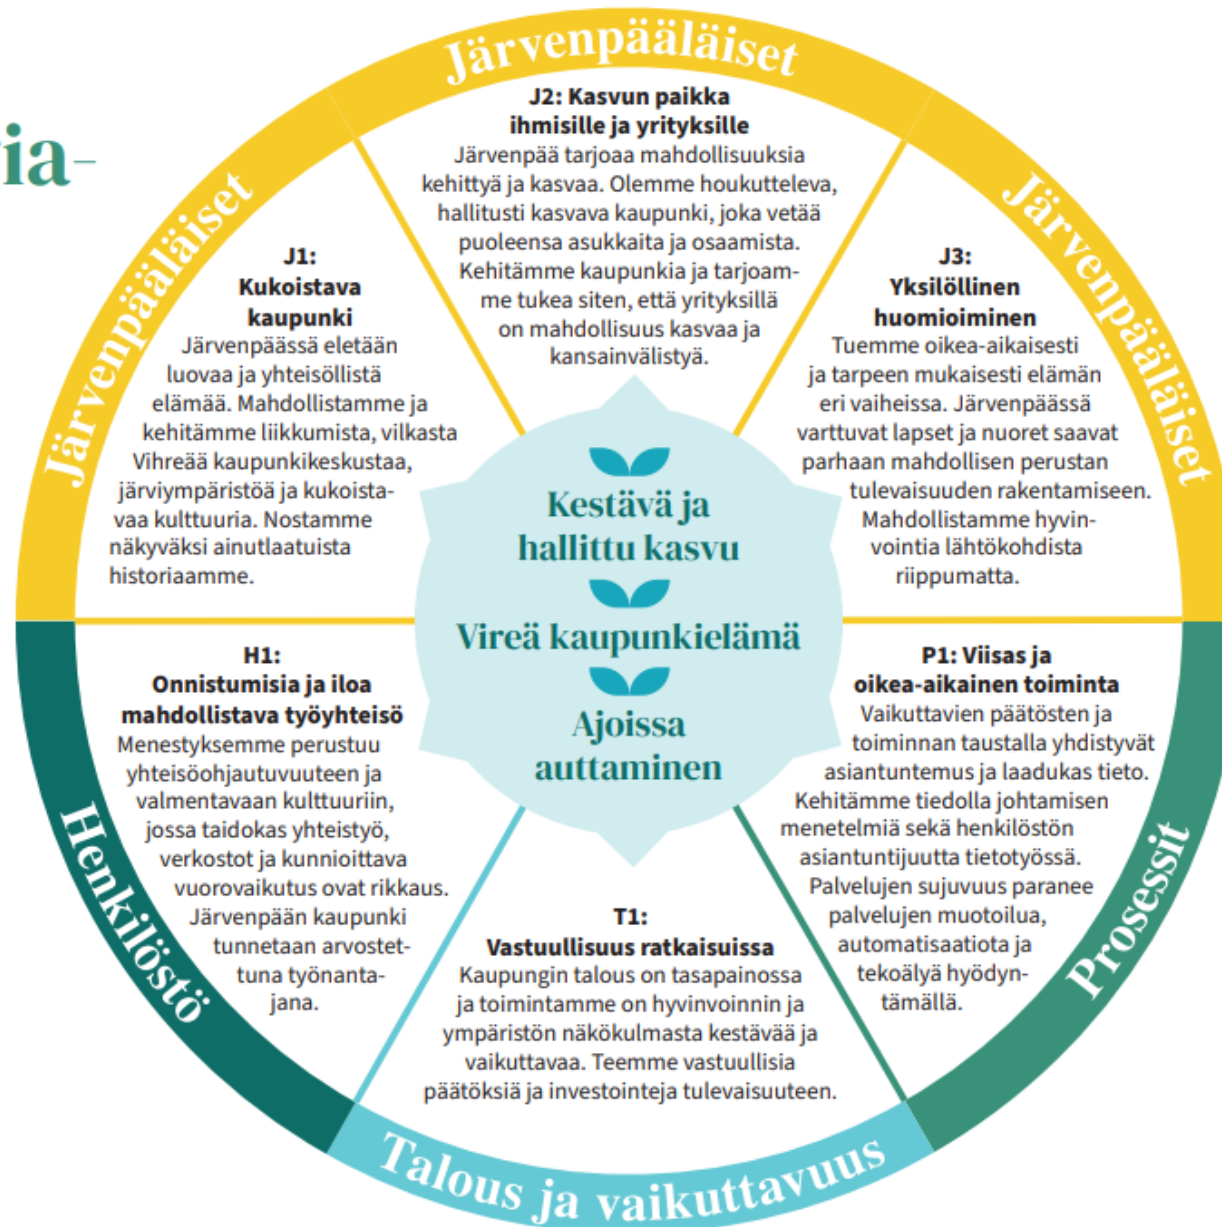 ia-
Järvenpääläiset
J2: Kasvun paikka
ihmisille ja yrityksille
Järvenpää tarjoaa mahdollisuuksia
kehittyä ja kasvaa. Olemme houkutteleva,
hallitusti kasvava kaupunki, joka vetää
puoleensa asukkaita ja osaamista.
Kehitämme kaupunkia ja tarjoam-
me tukea siten, että yrityksillä
on mahdollisuus kasvaa ja
kansainvälistyä.
Järvenpääläiset
J1:
Kukoistava
kaupunki
Järvenpäässä eletään
luovaa ja yhteisöllistä
elämää. Mahdollistamme ja
kehitämme liikkumista, vilkasta
Vihreää kaupunkikeskustaa,
järviympäristöä ja kukoista-
vaa kulttuuria. Nostamme
näkyväksi ainutlaatuista
historiaamme.
Järvenpääläiset
J3:
Yksilöllinen
huomioiminen
Tuemme oikea-aikaisesti
ja tarpeen mukaisesti elämän
eri vaiheissa. Järvenpäässä
varttuvat lapset ja nuoret saavat
parhaan mahdollisen perustan
tulevaisuuden rakentamiseen.
Mahdollistamme hyvin-
vointia lähtökohdista
riippumatta.
Kestävä ja
hallittu kasvu
Vireä kaupunkielämä
Ajoissa
auttaminen
Henkilöstö
H1:
Onnistumisia ja iloa
mahdollistava työyhteisö
Menestyksemme perustuu
yhteisöohjautuvuuteen ja
valmentavaan kulttuuriin,
jossa taidokas yhteistyö,
verkostot ja kunnioittava
vuorovaikutus ovat rikkaus.
Järvenpään kaupunki
tunnetaan arvostet-
tuna työnanta-
jana.
P1: Viisas ja
oikea-aikainen toiminta
Vaikuttavien päätösten ja
toiminnan taustalla yhdistyvät
asiantuntemus ja laadukas tieto.
Kehitämme tiedolla johtamisen
menetelmiä sekä henkilöstön
asiantuntijuutta tietotyössä.
Palvelujen sujuvuus paranee
palvelujen muotoilua,
automatisaatiota ja
tekoälyä hyödyn-
tämällä.
Prosessit
T1:
Vastuullisuus ratkaisuissa
Kaupungin talous on tasapainossa
ja toimintamme on hyvinvoinnin ja
ympäristön näkökulmasta kestävää ja
vaikuttavaa. Teemme vastuullisia
päätöksiä ja investointeja tulevaisuuteen.
Talous ja vaikuttavuus